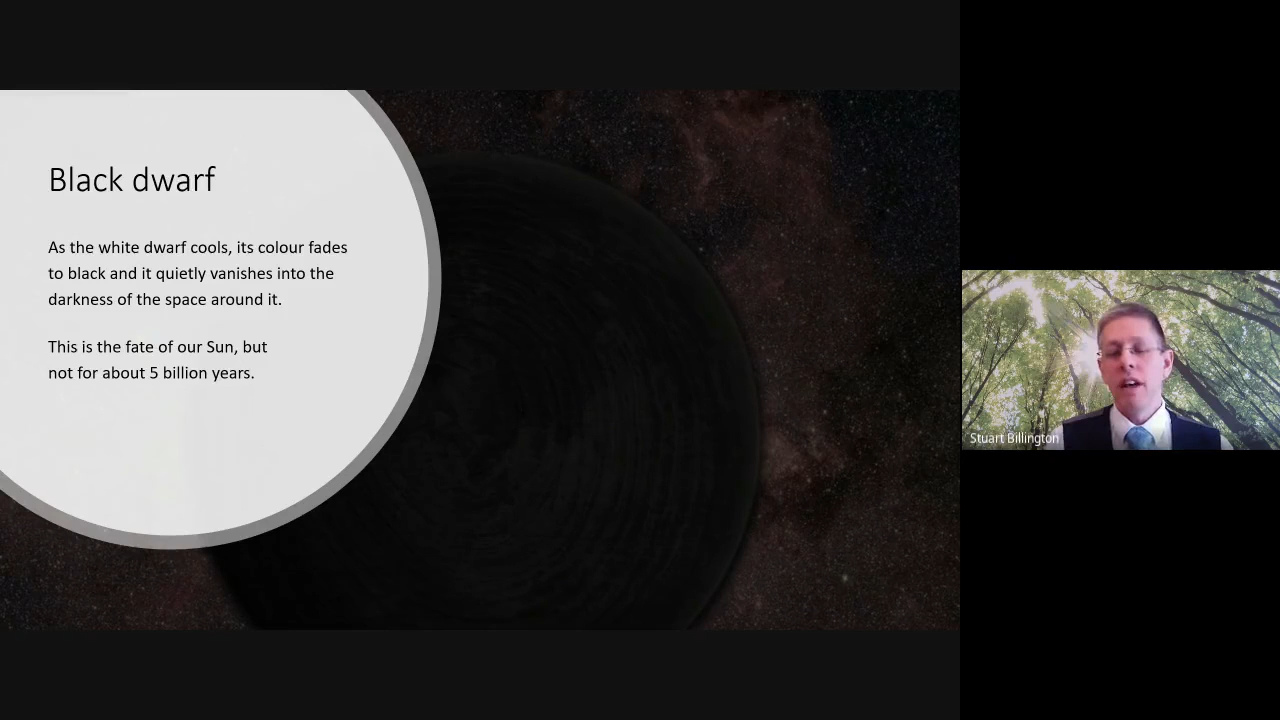 Black dwarf
As the white dwarf cools, its colour fades
to black and it quietly vanishes into the
darkness of the space around it.
This is the fate of our Sun, but
not for about 5 billion years.
Stuart Billington